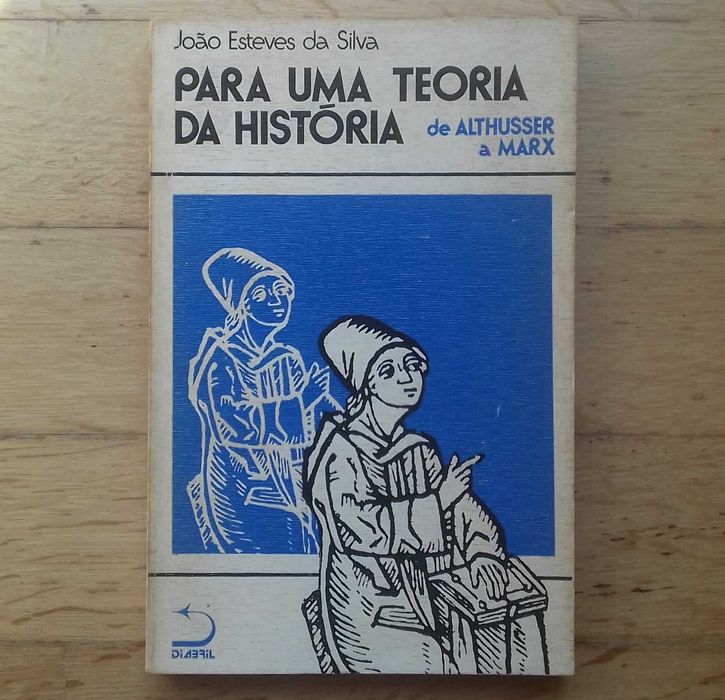 João Esteves da Silva
PARA UMA TEORIA
DA HISTÓRIA de ALTHUSSER
a MARX
DIABRIL